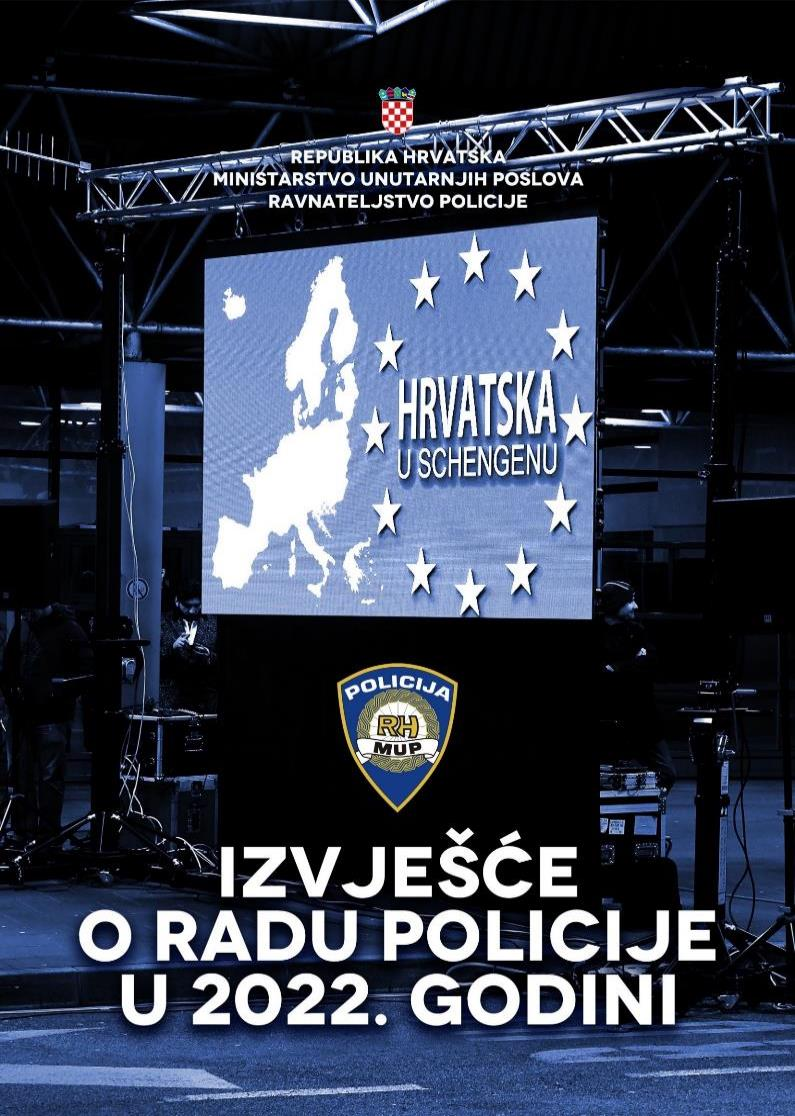 REPUBLIKA HRVATSKA
MINISTARSTVO UNUTARNJIH POSLOVA
RAVNATELJSTVO POLICIJE
HRVATSKA
U SCHENGENU
POLICIJA
RH
MUP
IZVJEŠĆE
O RADU POLICIJE
U 2022. GODINI